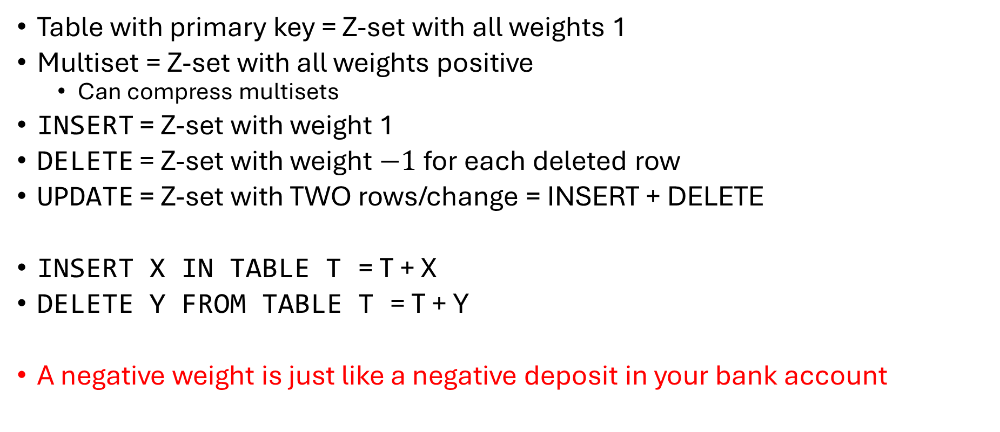 • Table with primary key = Z-set with all weights 1
• Multiset = Z-set with all weights positive
• Can compress multisets
• INSERT = Z-set with weight 1
• DELETE = Z-set with weight −1 for each deleted row
• UPDATE = Z-set with TWO rows/change = INSERT + DELETE
• INSERT X IN TABLE T = T + X
• DELETE Y FROM TABLE T = T + Y
• A negative weight is just like a negative deposit in your bank account